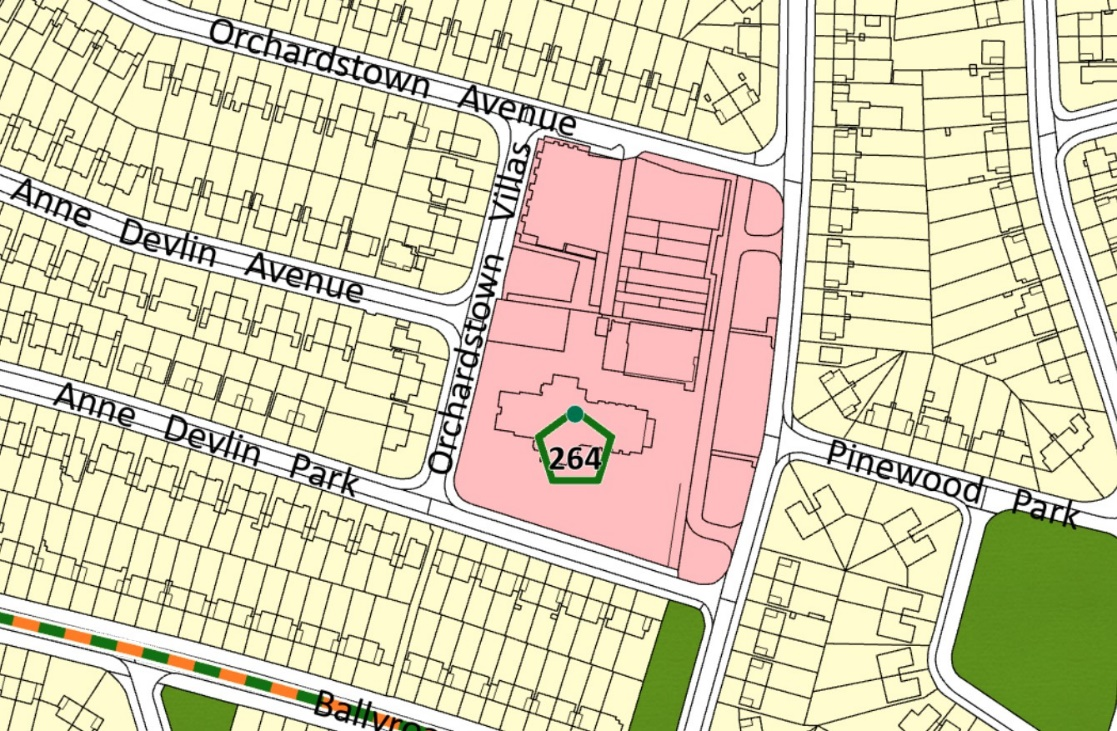 Orchardstown Avenue
Orchardstown Villas
Anne Devlin Avenue
Anne Devlin Park
264
Pinewood Park